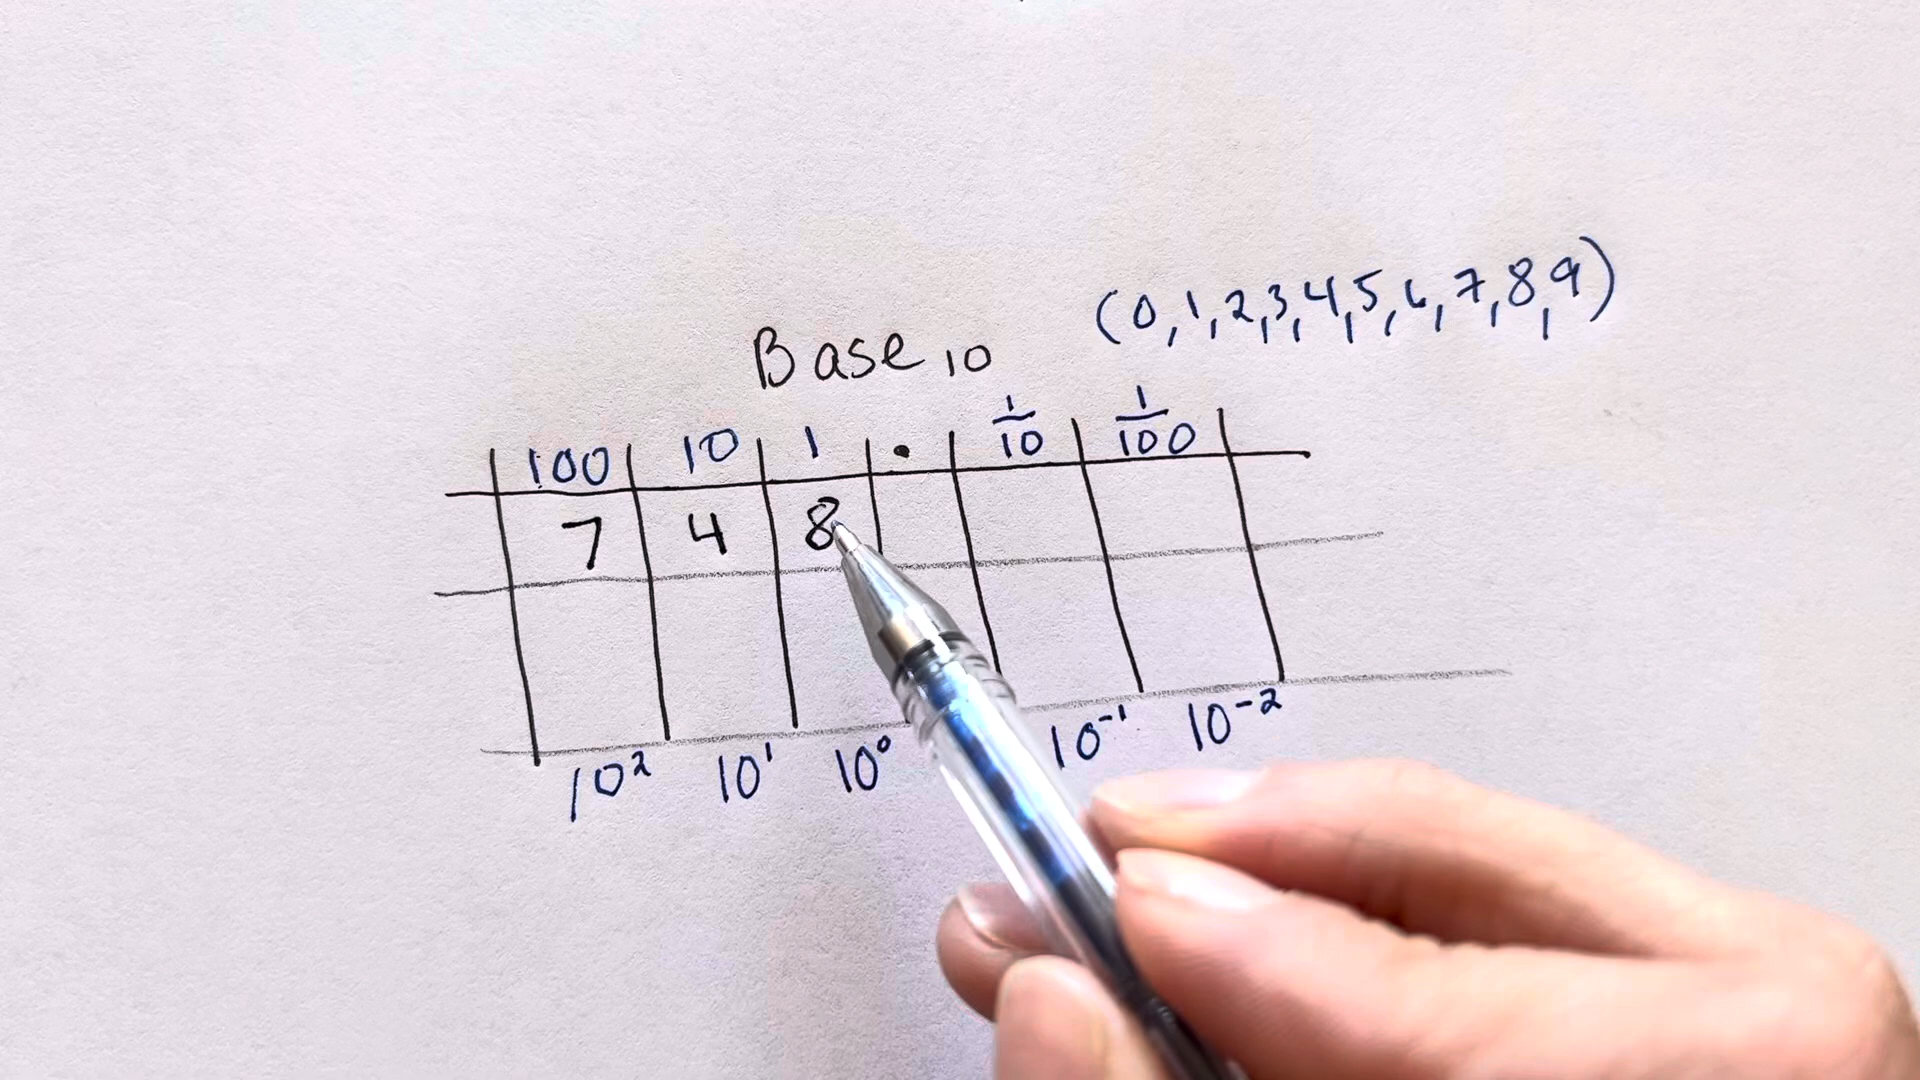 (0,1,2,3,4,5,6,7,8,9)
Base 10
100 10 1 . 1/10 1/100
7 4 8
10² 10¹ 10⁰ 10⁻¹ 10⁻²